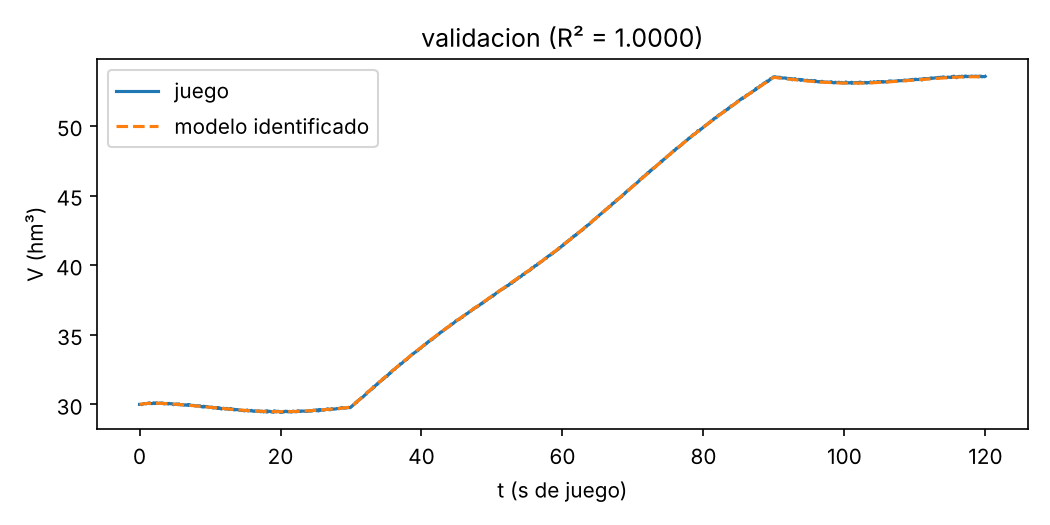 validacion (R² = 1.0000)
juego
modelo identificado
V (hm³)
50
45
40
35
30
0 20 40 60 80 100 120
t (s de juego)